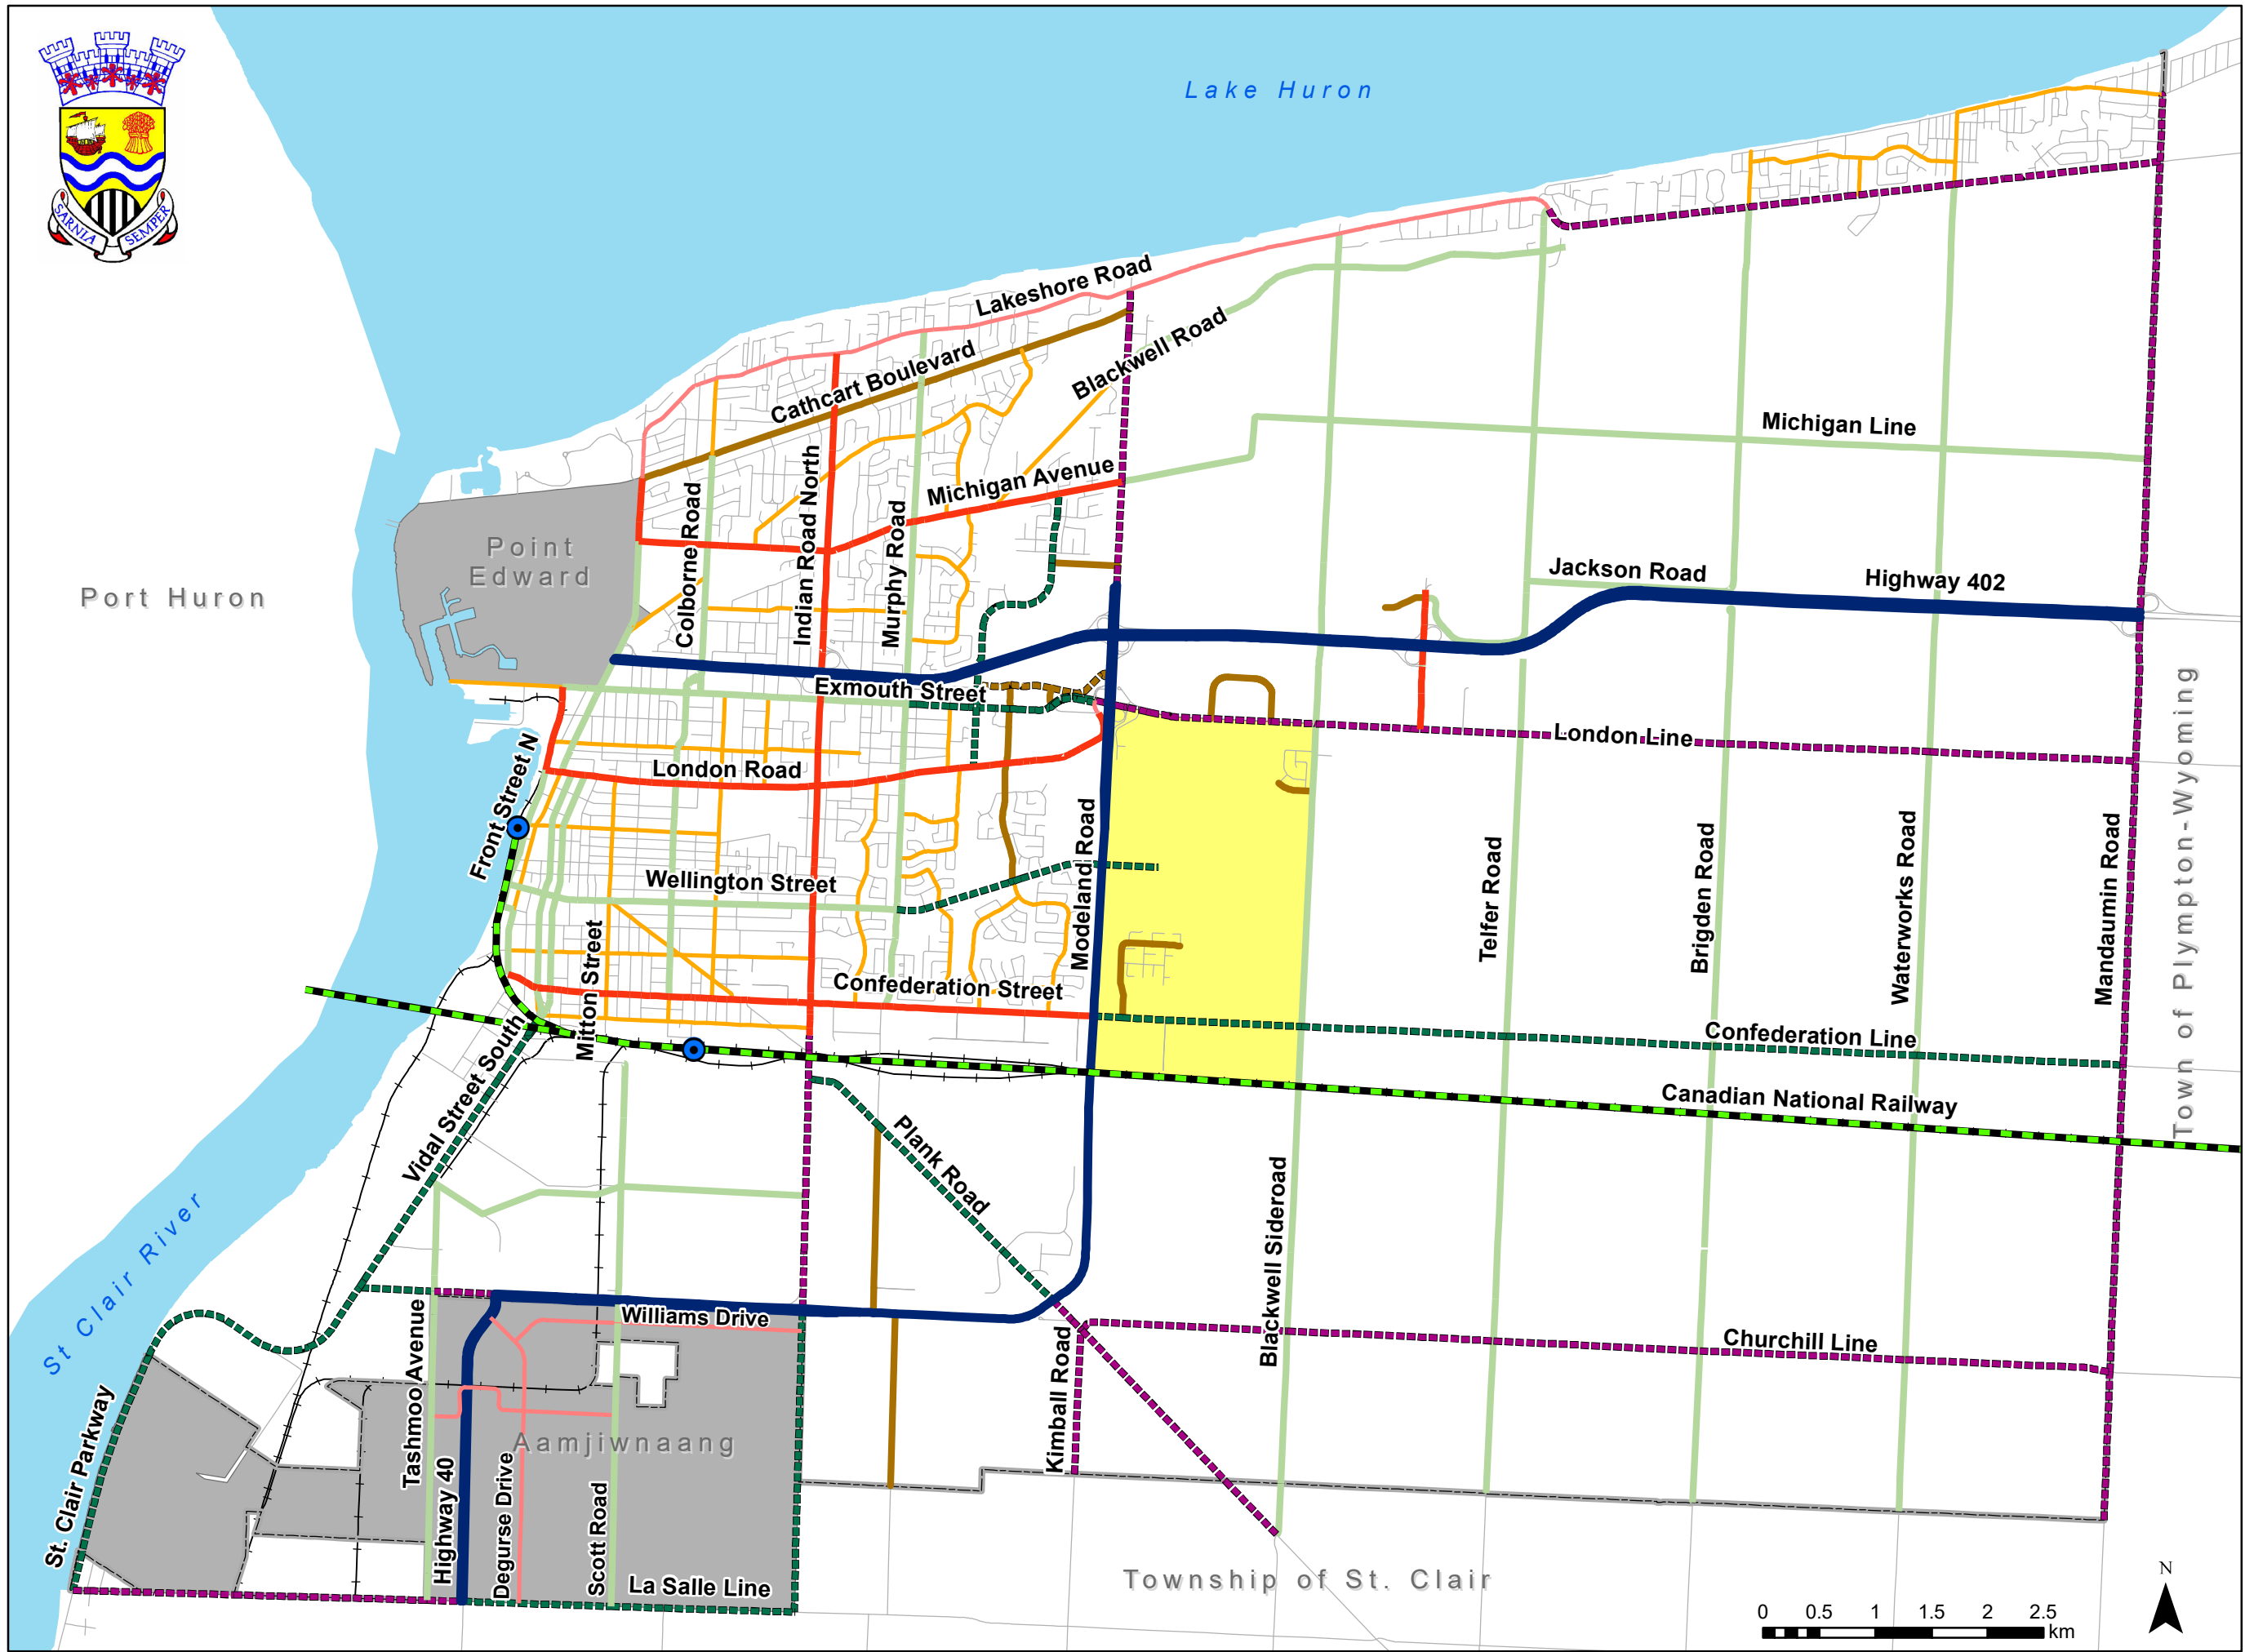 SARNIA SEMPER
Lake Huron
Lakeshore Road
Cathcart Boulevard
Blackwell Road
Michigan Line
Michigan Avenue
Colborne Road
Indian Road North
Murphy Road
Point
Edward
Port Huron
Jackson Road
Highway 402
Exmouth Street
London Line
London Road
Front Street N
Wellington Street
Modeland Road
Telfer Road
Brigden Road
Waterworks Road
Mandaumin Road
Town of Plympton-Wyoming
Mitton Street
Confederation Street
Confederation Line
Canadian National Railway
Vidal Street South
Plank Road
Blackwell Sideroad
St Clair River
Williams Drive
Churchill Line
Kimball Road
Tashmoo Avenue
St. Clair Parkway
Aamjiwnaang
Highway 40
Degurse Drive
Scott Road
La Salle Line
Township of St. Clair
N
0 0.5 1 1.5 2 2.5
km